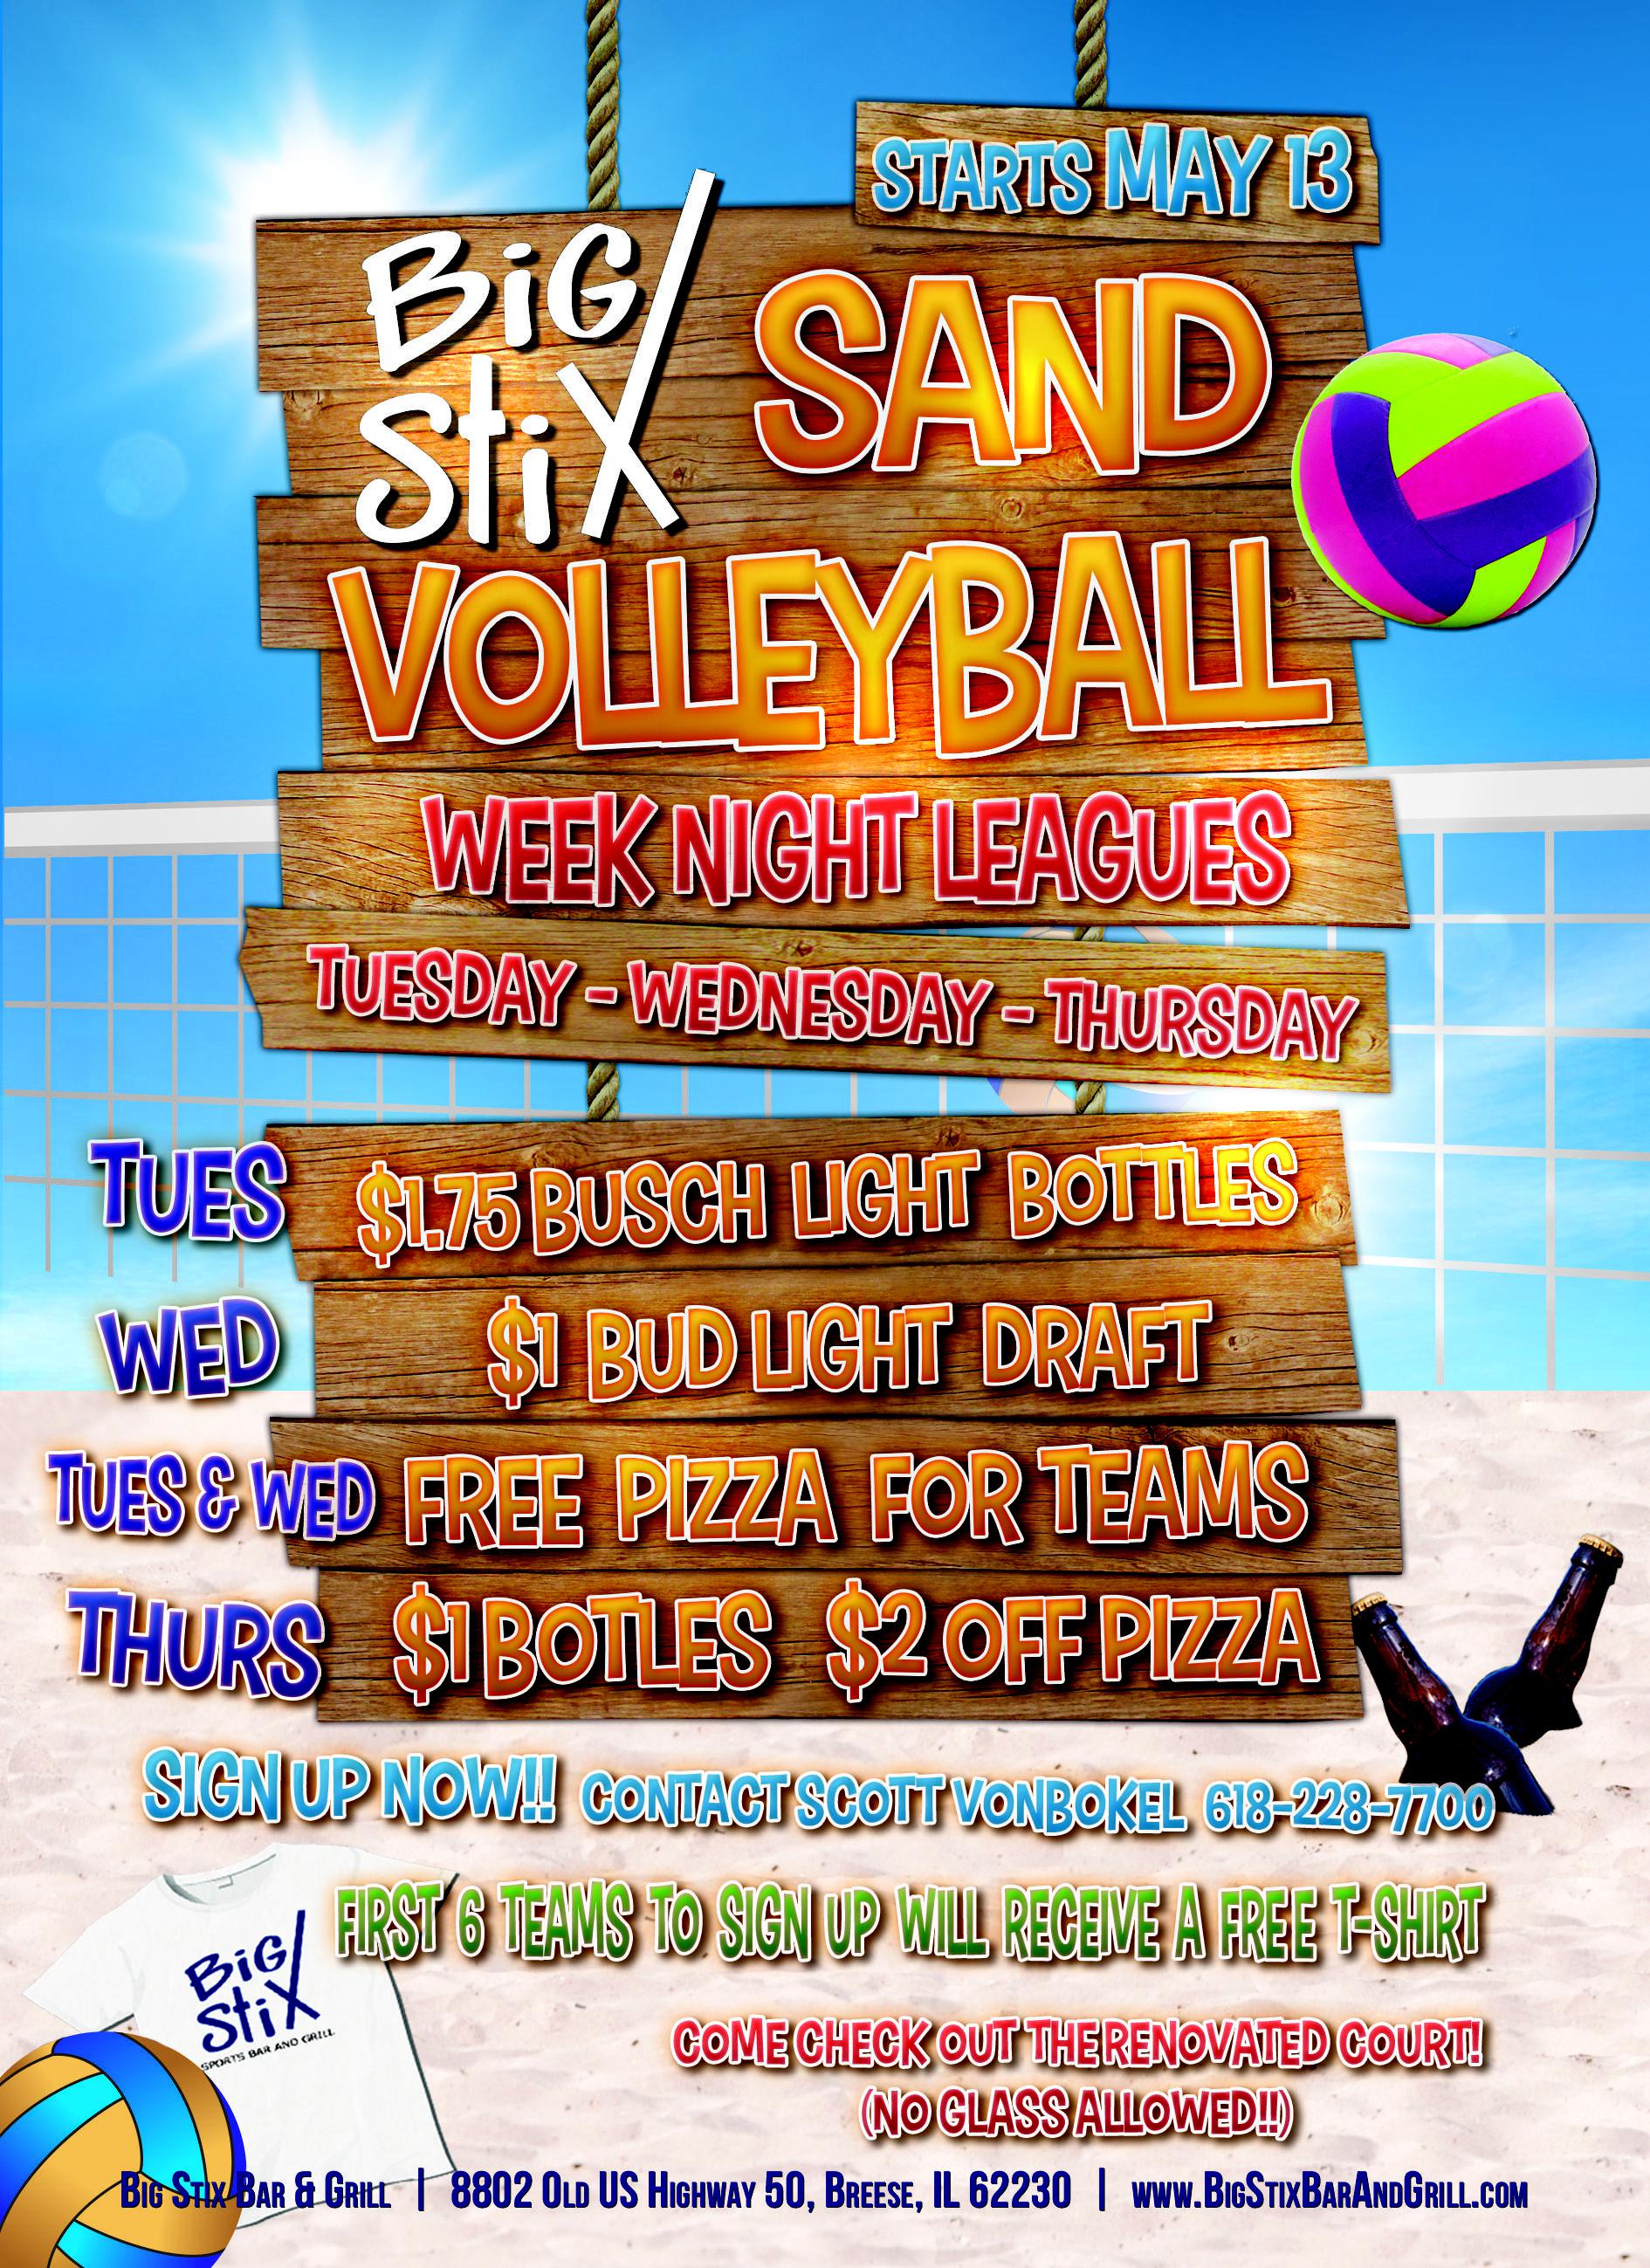 STARTS MAY 13
BiG StiX
SAND
VOLLEYBALL
WEEK NIGHT LEAGUES
TUESDAY - WEDNESDAY - THURSDAY
TUES $1.75 BUSCH LIGHT BOTTLES
WED $1 BUD LIGHT DRAFT
TUES & WED FREE PIZZA FOR TEAMS
THURS $1 BOTLES $2 OFF PIZZA
SIGN UP NOW!! CONTACT SCOTT VONBOKEL 618-228-7700
FIRST 6 TEAMS TO SIGN UP WILL RECEIVE A FREE T-SHIRT
BiG
StiX
SPORTS BAR AND GRILL
COME CHECK OUT THE RENOVATED COURT!
(NO GLASS ALLOWED!!)
BIG STIX BAR & GRILL | 8802 OLD US HIGHWAY 50, BREESE, IL 62230 | WWW.BIGSTIXBARANDGRILL.COM